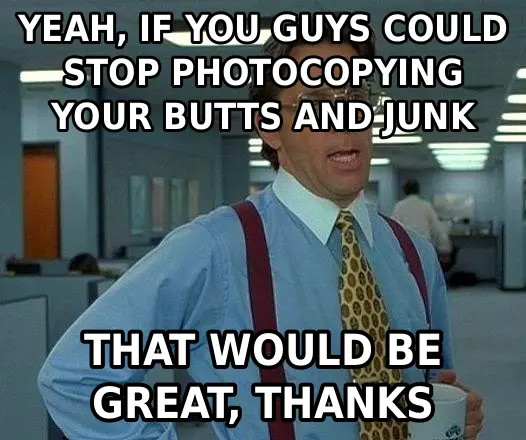 YEAH, IF YOU GUYS COULD
STOP PHOTOCOPYING
YOUR BUTTS AND JUNK
THAT WOULD BE
GREAT, THANKS